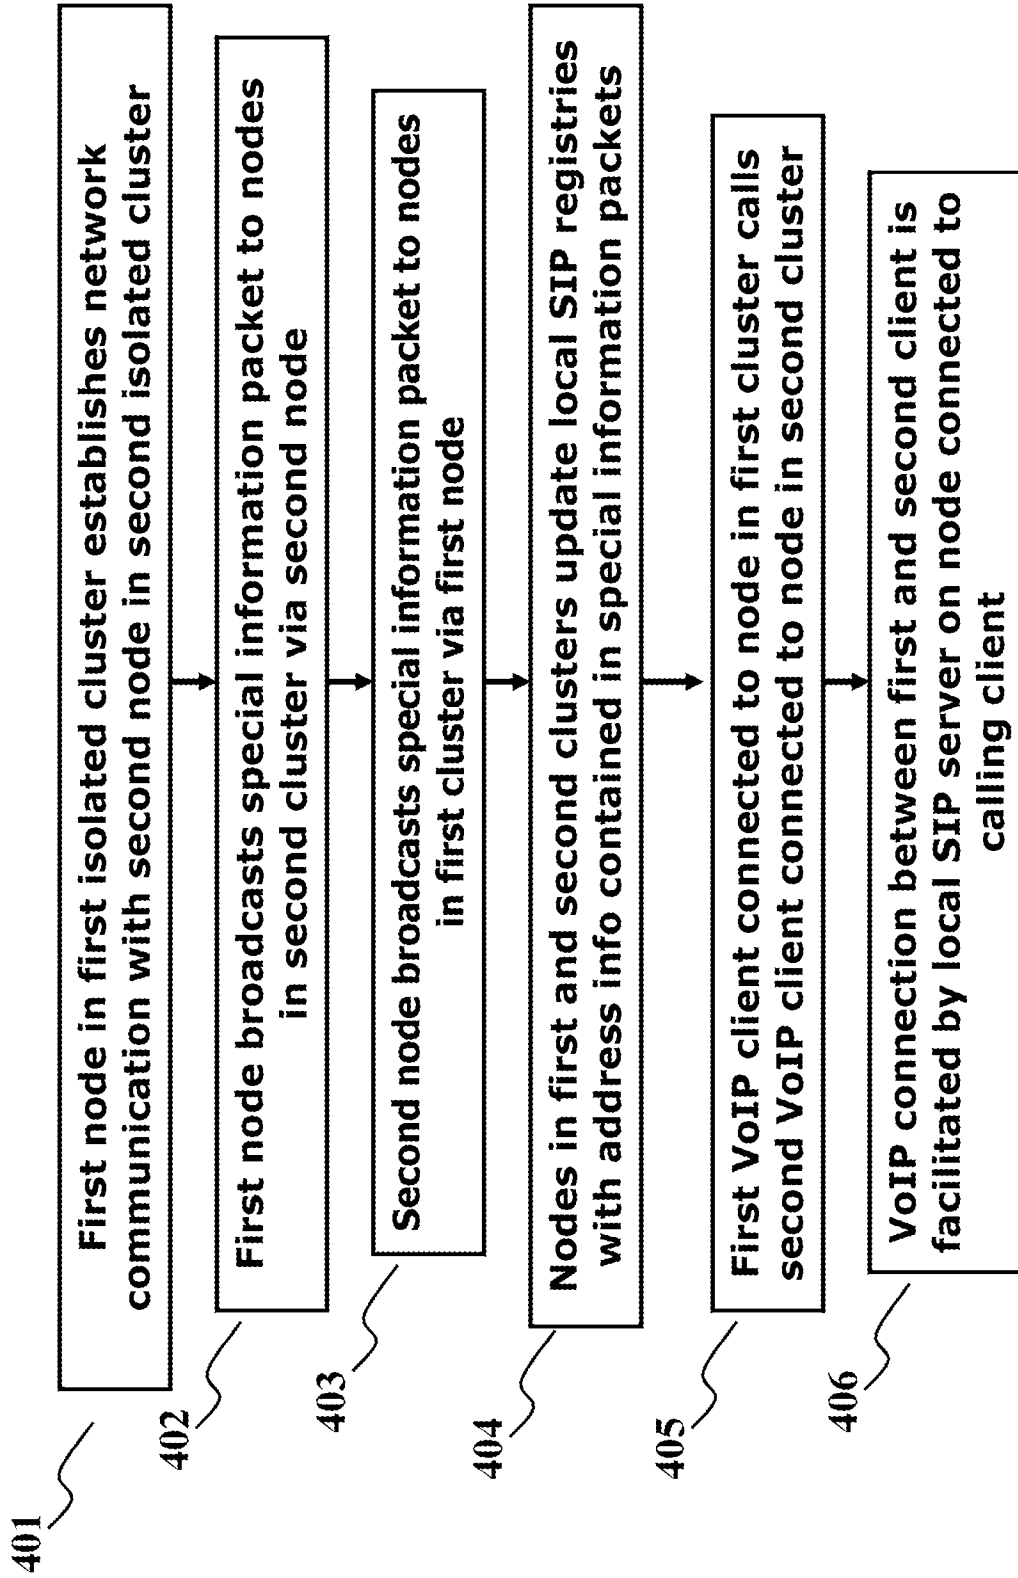 401
First node in first isolated cluster establishes network
communication with second node in second isolated cluster
402
First node broadcasts special information packet to nodes
in second cluster via second node
403
Second node broadcasts special information packet to nodes
in first cluster via first node
404
Nodes in first and second clusters update local SIP registries
with address info contained in special information packets
405
First VoIP client connected to node in first cluster calls
second VoIP client connected to node in second cluster
406
VoIP connection between first and second client is
facilitated by local SIP server on node connected to
calling client